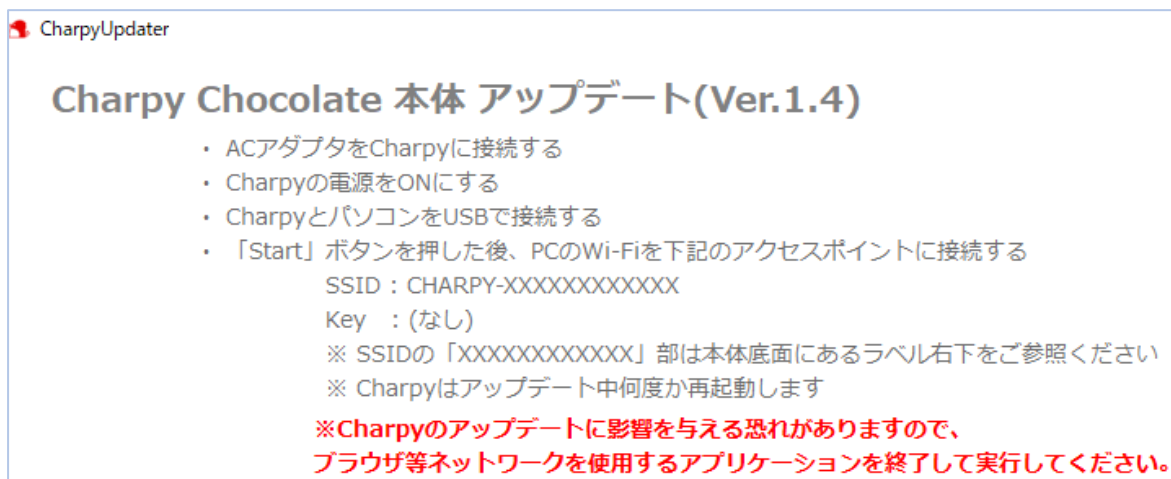 CharpyUpdater
Charpy Chocolate 本体 アップデート(Ver.1.4)
・ ACアダプタをCharpyに接続する
・ Charpyの電源をONにする
・ CharpyとパソコンをUSBで接続する
・ 「Start」ボタンを押した後、PCのWi-Fiを下記のアクセスポイントに接続する
SSID : CHARPY-XXXXXXXXXXXX
Key : (なし)
※ SSIDの「XXXXXXXXXXXX」部は本体底面にあるラベル右下をご参照ください
※ Charpyはアップデート中何度か再起動します
※Charpyのアップデートに影響を与える恐れがありますので、
ブラウザ等ネットワークを使用するアプリケーションを終了して実行してください。